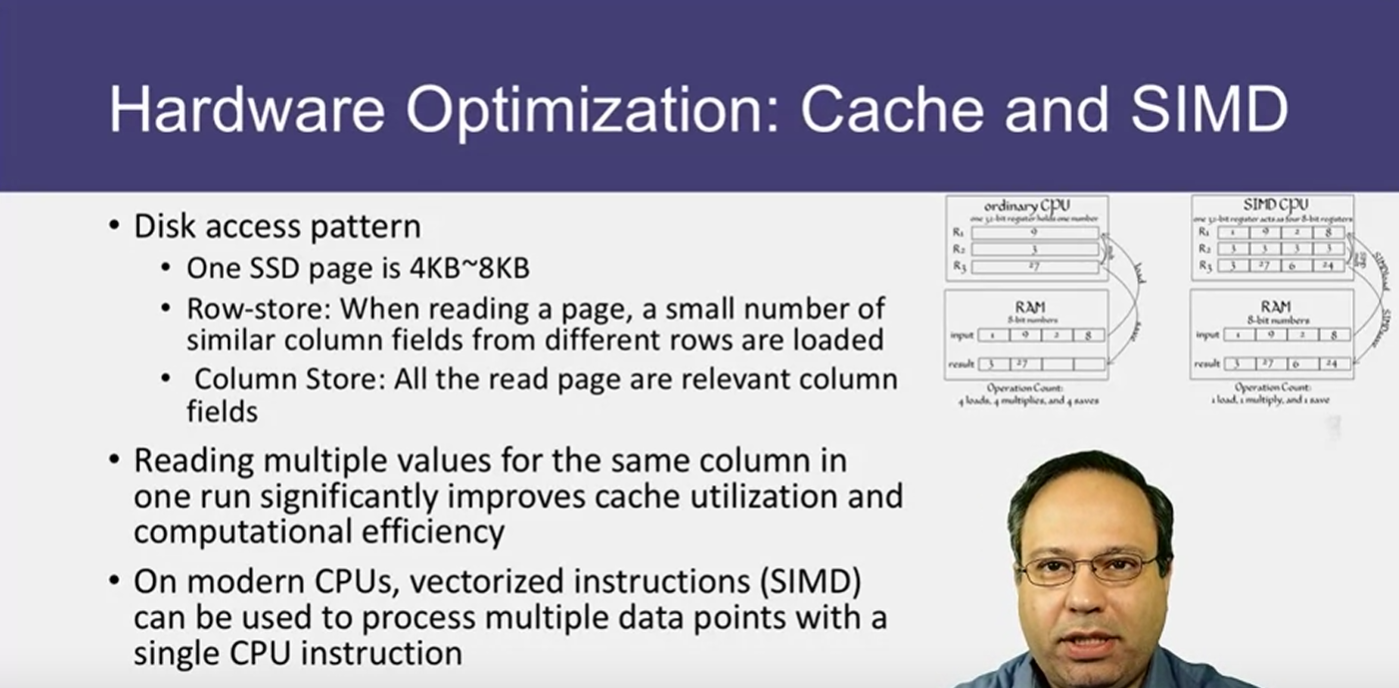 Hardware Optimization: Cache and SIMD
• Disk access pattern
• One SSD page is 4KB~8KB
• Row-store: When reading a page, a small number of
similar column fields from different rows are loaded
• Column Store: All the read page are relevant column
fields
• Reading multiple values for the same column in
one run significantly improves cache utilization and
computational efficiency
• On modern CPUs, vectorized instructions (SIMD)
can be used to process multiple data points with a
single CPU instruction
ordinary CPU
one 32-bit register holds one number
R1 9
R2 3
R3 27
load
save
RAM
8-bit numbers
input 1 9 2 8
result 3 27
Operation Count:
4 loads, 4 multiplies, and 4 saves
SIMD CPU
one 32-bit register acts as four 8-bit registers
R1 1 9 2 8
R2 3 3 3 3
R3 3 27 6 24
RAM
8-bit numbers
input 1 9 2 8
result 3 27 6 24
Operation Count:
1 load, 1 multiply, and 1 save